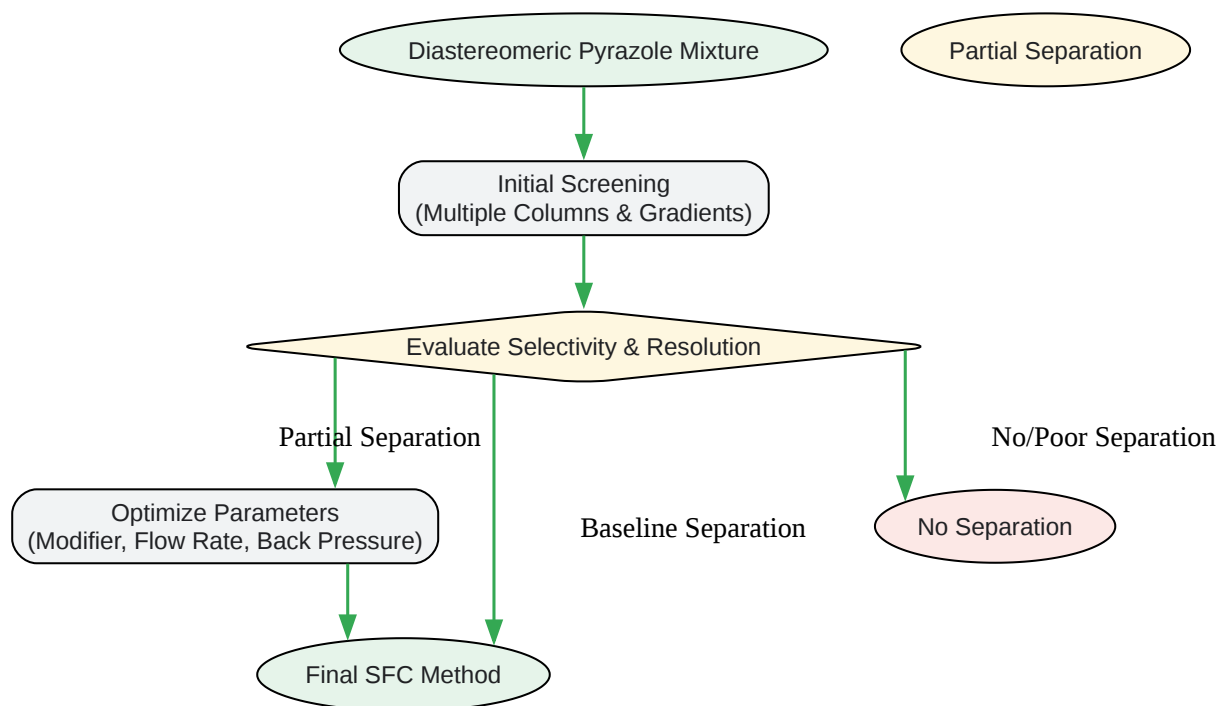 Diastereomeric Pyrazole Mixture
Partial Separation
Initial Screening
(Multiple Columns & Gradients)
Evaluate Selectivity & Resolution
Partial Separation
No/Poor Separation
Optimize Parameters
(Modifier, Flow Rate, Back Pressure)
Baseline Separation
No Separation
Final SFC Method